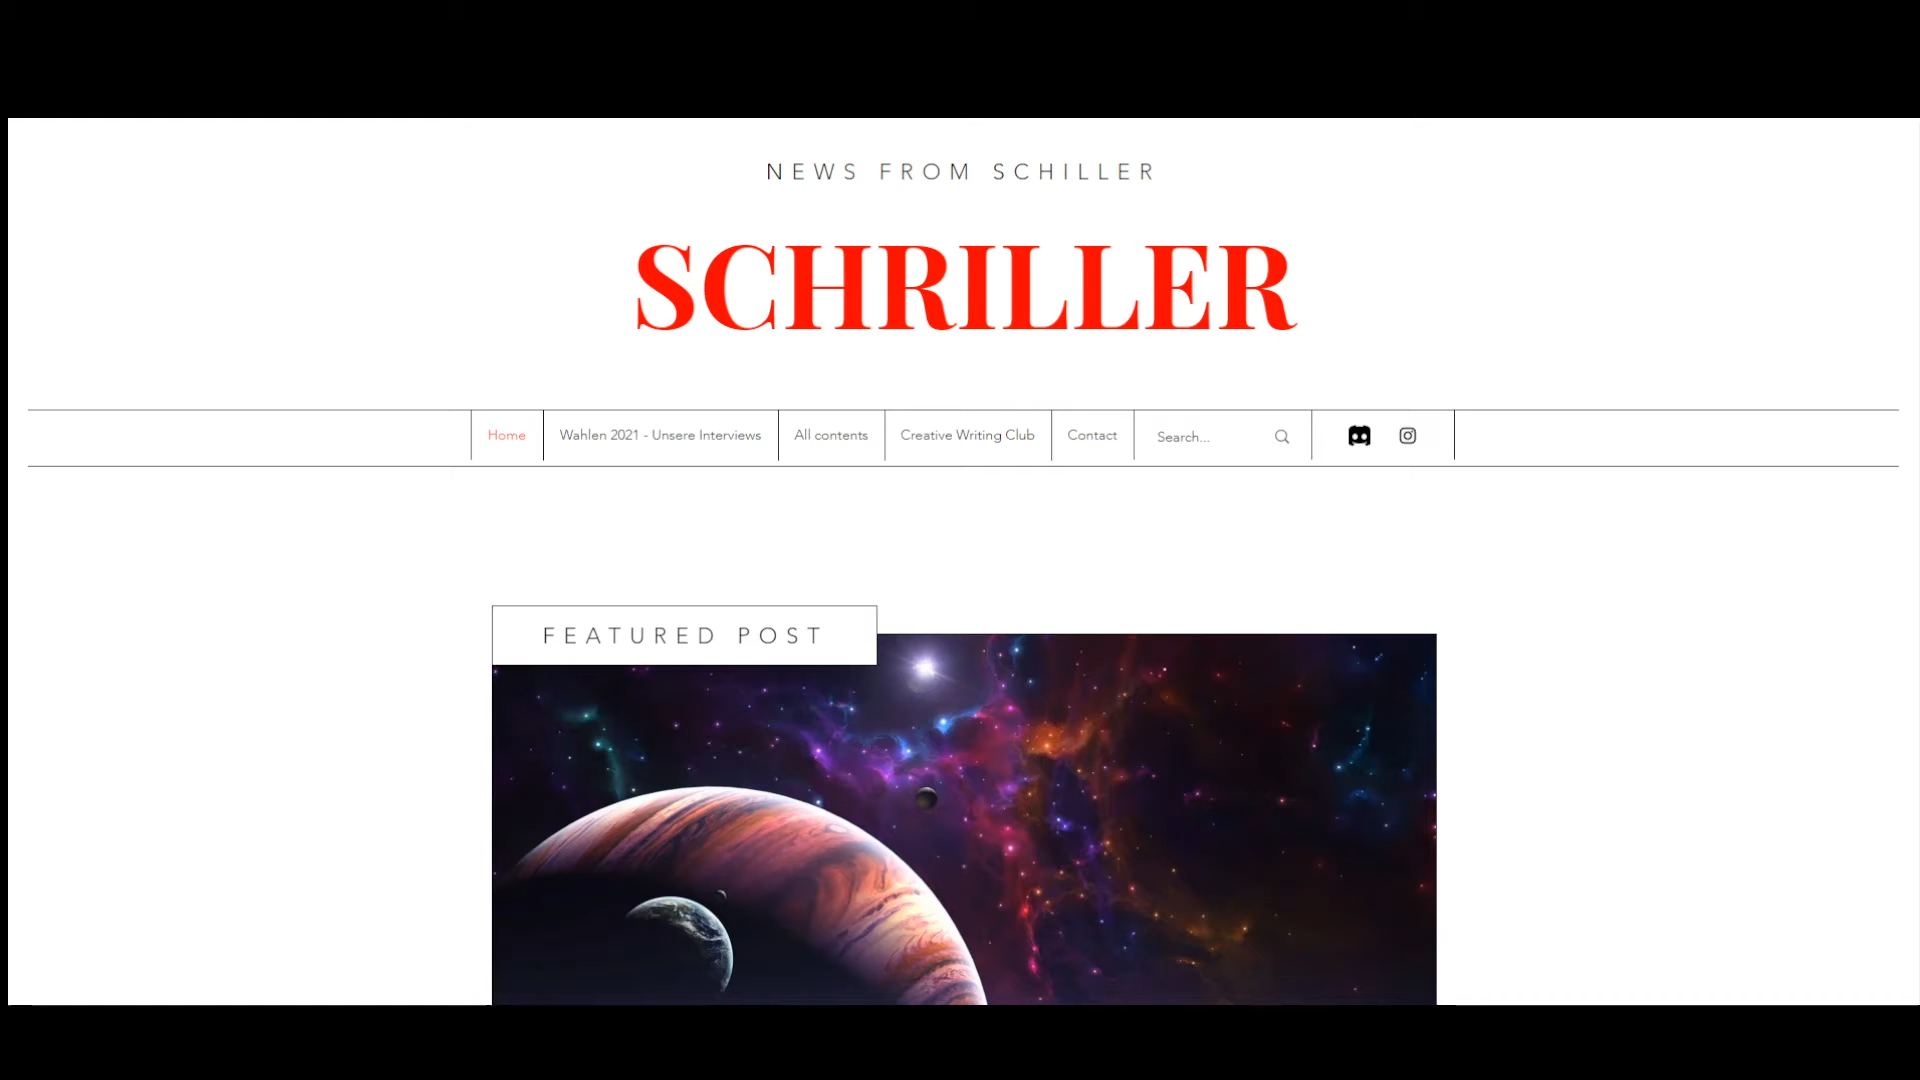 NEWS FROM SCHILLER
SCHRILLER
Home
Wahlen 2021 - Unsere Interviews
All contents
Creative Writing Club
Contact
Search...
FEATURED POST